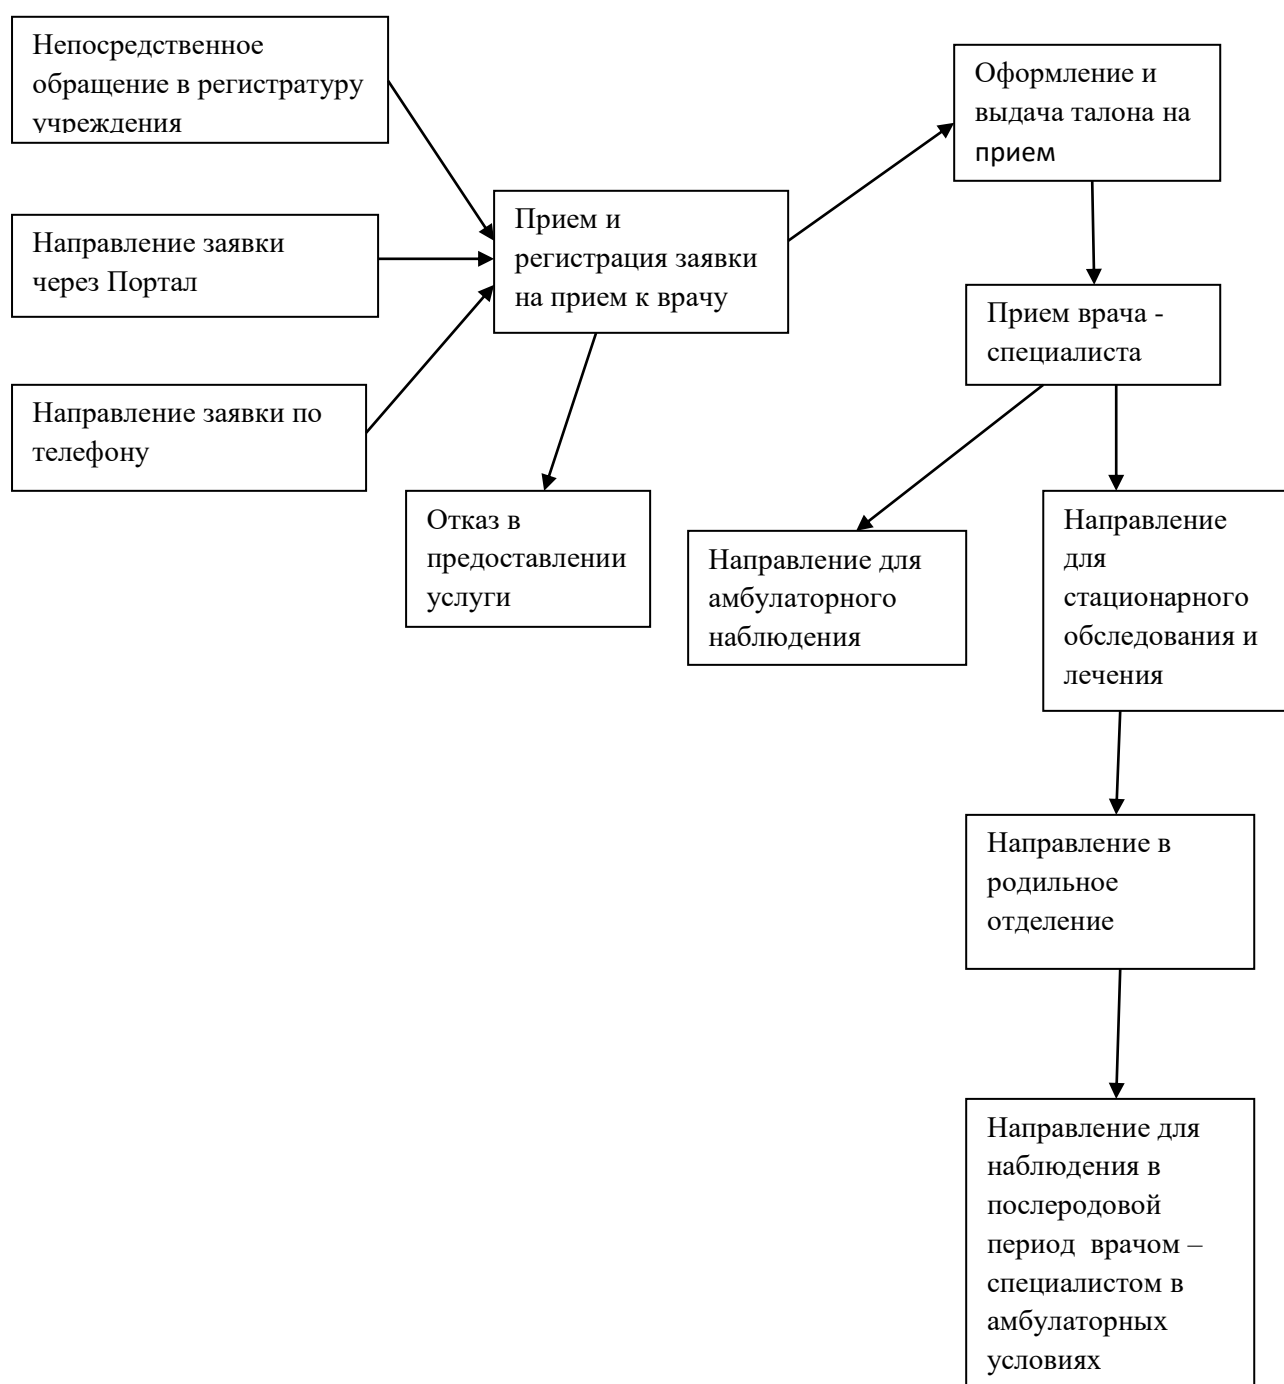 Непосредственное
обращение в регистратуру
учреждения
Направление заявки
через Портал
Направление заявки по
телефону
Прием и
регистрация заявки
на прием к врачу
Отказ в
предоставлении
услуги
Оформление и
выдача талона на
прием
Прием врача -
специалиста
Направление для
амбулаторного
наблюдения
Направление
для
стационарного
обследования и
лечения
Направление в
родильное
отделение
Направление для
наблюдения в
послеродовой
период врачом –
специалистом в
амбулаторных
условиях